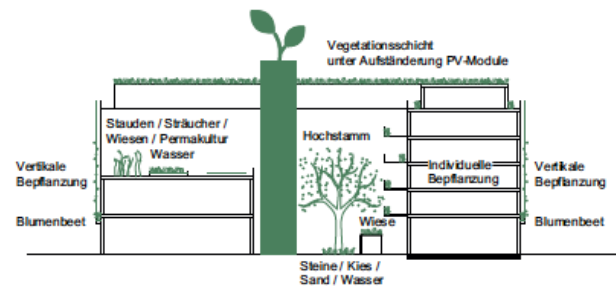 Vegetationsschicht
unter Aufständerung PV-Module
Stauden / Sträucher /
Wiesen / Permakultur
Wasser
Hochstamm
Vertikale
Bepflanzung
Individuelle
Bepflanzung
Vertikale
Bepflanzung
Blumenbeet
Wiese
Blumenbeet
Steine / Kies /
Sand / Wasser